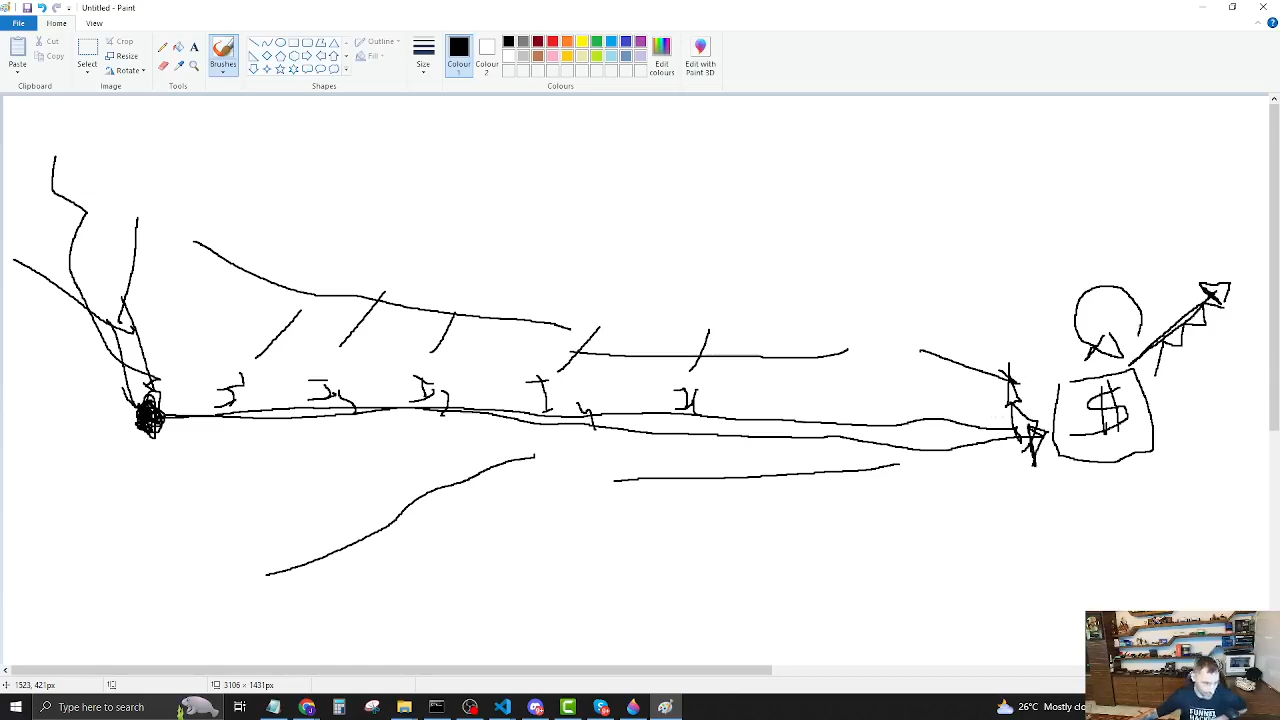 Untitled - Paint
File
Home
View
Paste
Cut
Copy
Clipboard
Select
Crop
Resize
Rotate
Image
Tools
Brushes
Shapes
Outline
Fill
Size
Colour
1
Colour
2
Edit
colours
Edit with
Paint 3D
Colours
$
1523, 421px
3106 × 1431px
Type here to search
26°C Mostly
FUNNEL